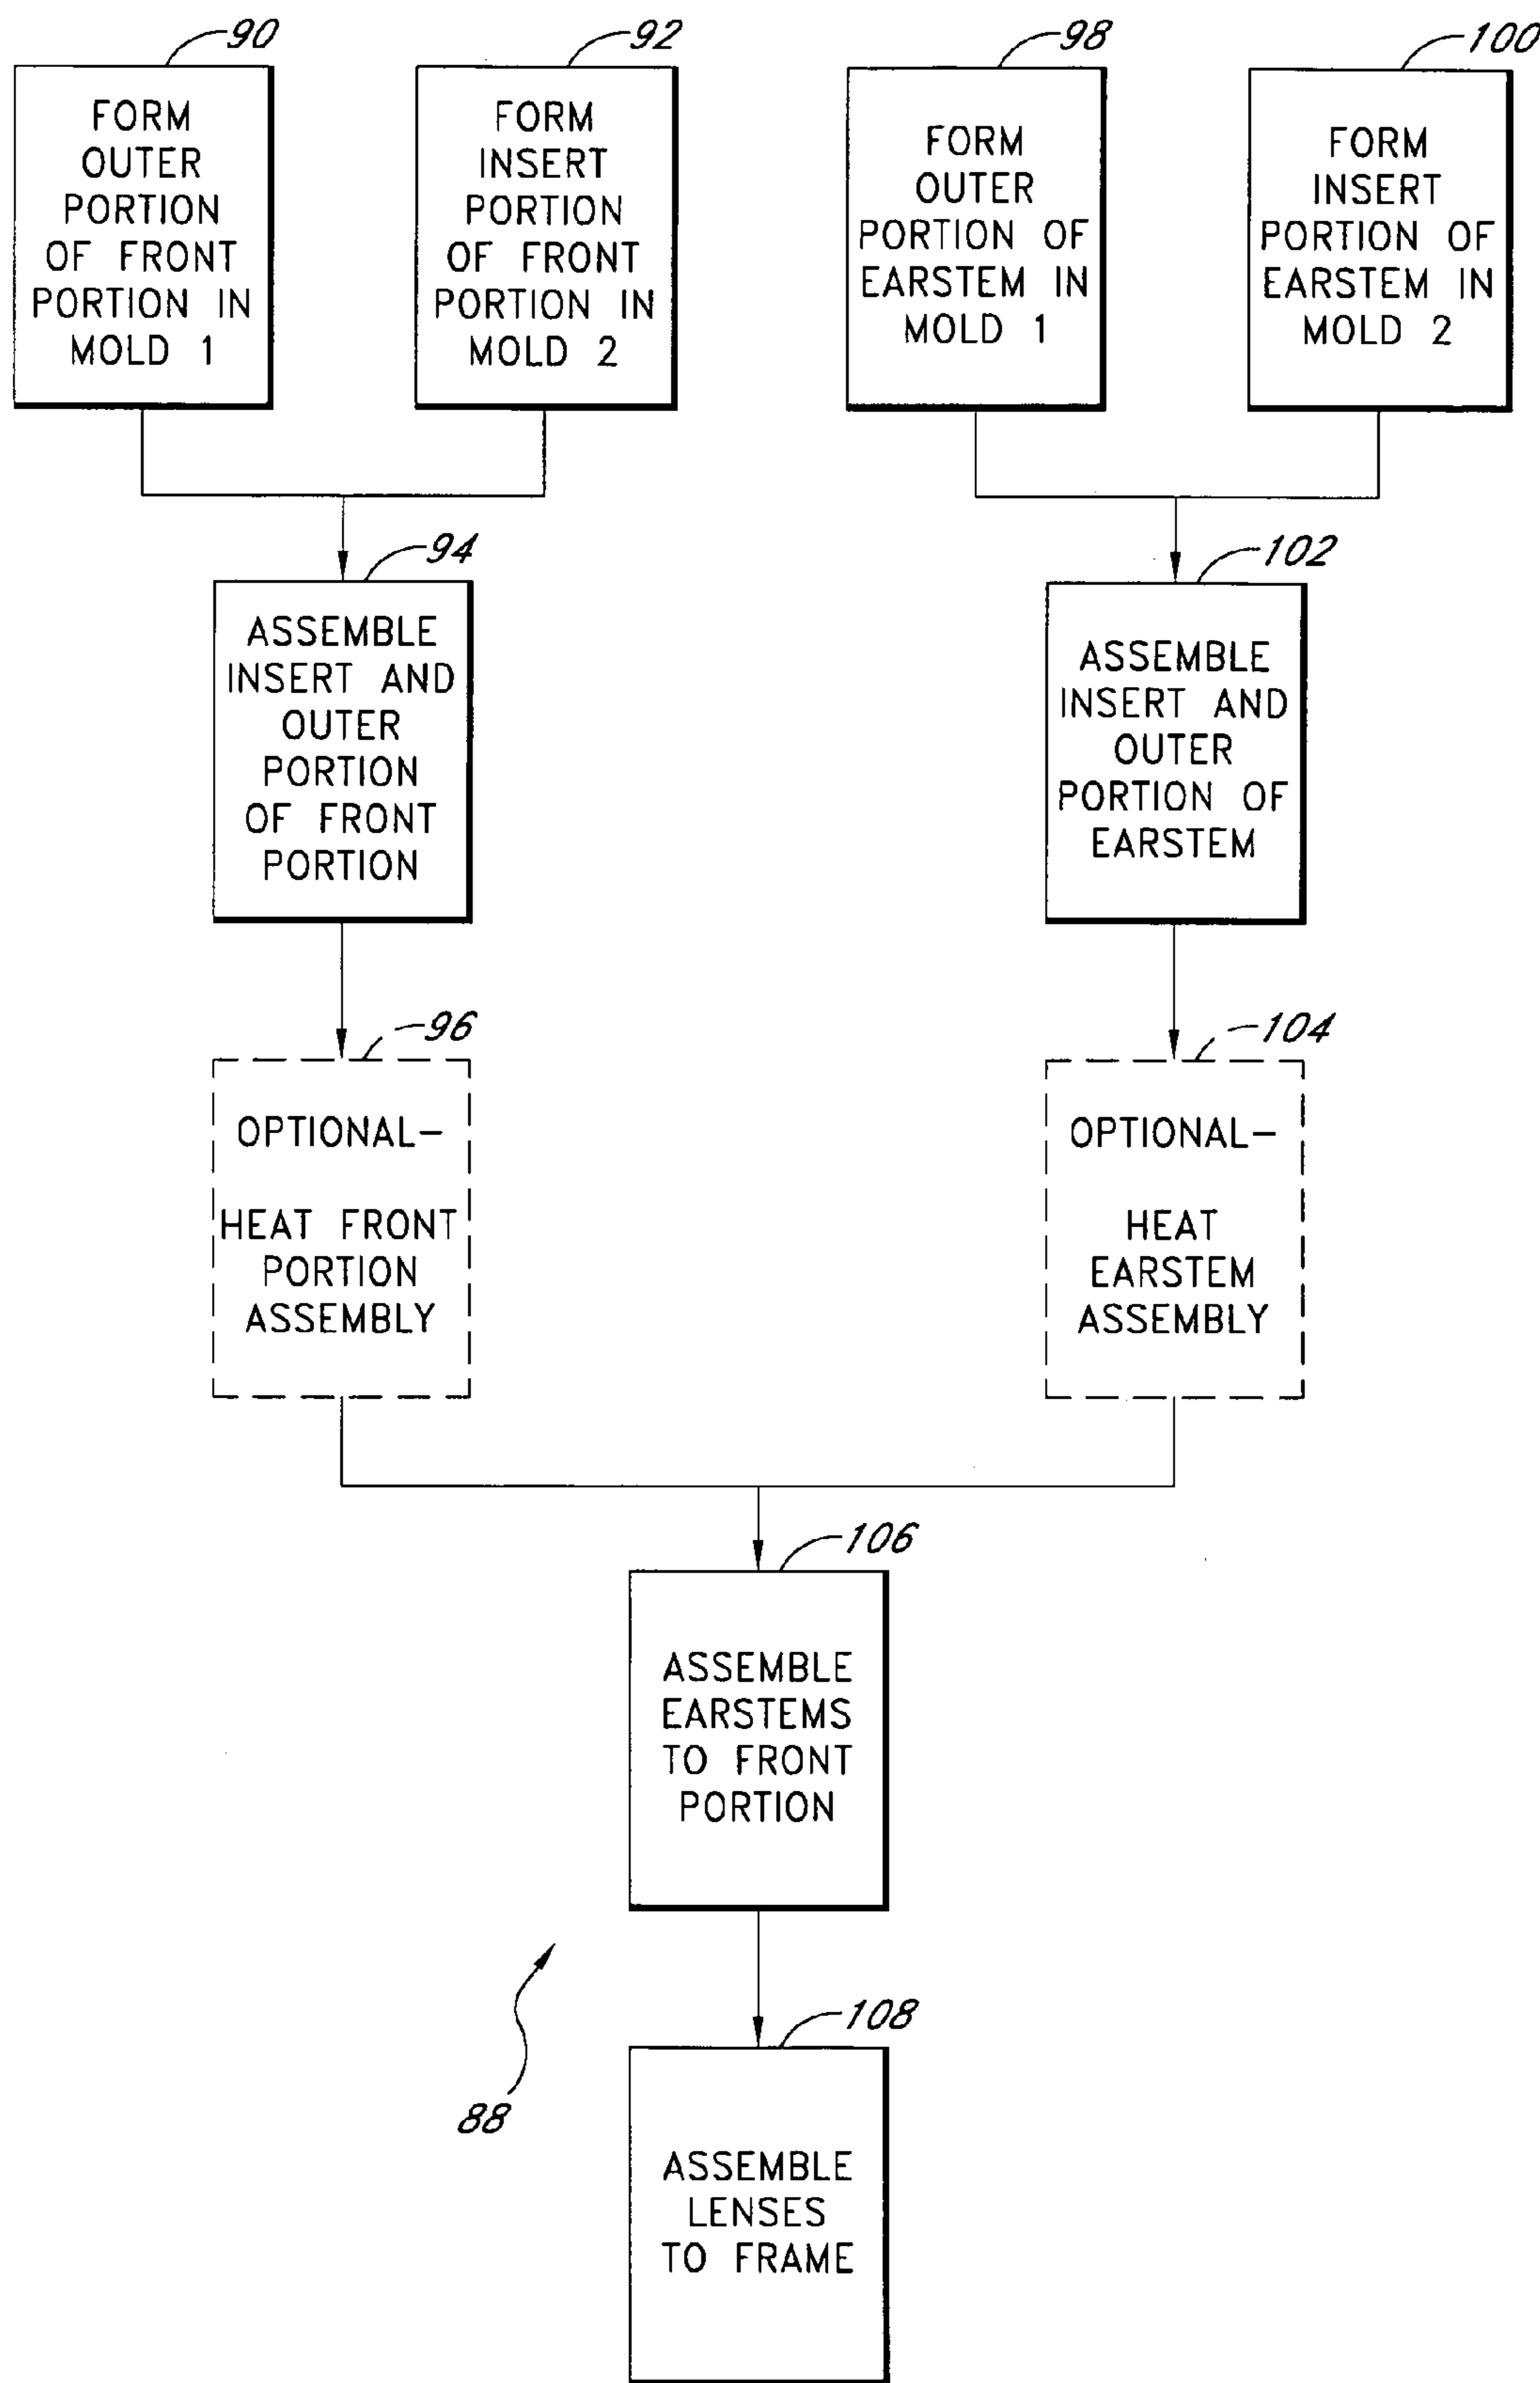 90
FORM
OUTER
PORTION
OF FRONT
PORTION IN
MOLD 1
92
FORM
INSERT
PORTION
OF FRONT
PORTION IN
MOLD 2
98
FORM
OUTER
PORTION OF
EARSTEM IN
MOLD 1
100
FORM
INSERT
PORTION OF
EARSTEM IN
MOLD 2
94
ASSEMBLE
INSERT AND
OUTER
PORTION
OF FRONT
PORTION
102
ASSEMBLE
INSERT AND
OUTER
PORTION OF
EARSTEM
96
OPTIONAL-
HEAT FRONT
PORTION
ASSEMBLY
104
OPTIONAL-
HEAT
EARSTEM
ASSEMBLY
106
ASSEMBLE
EARSTEMS
TO FRONT
PORTION
88
108
ASSEMBLE
LENSES
TO FRAME